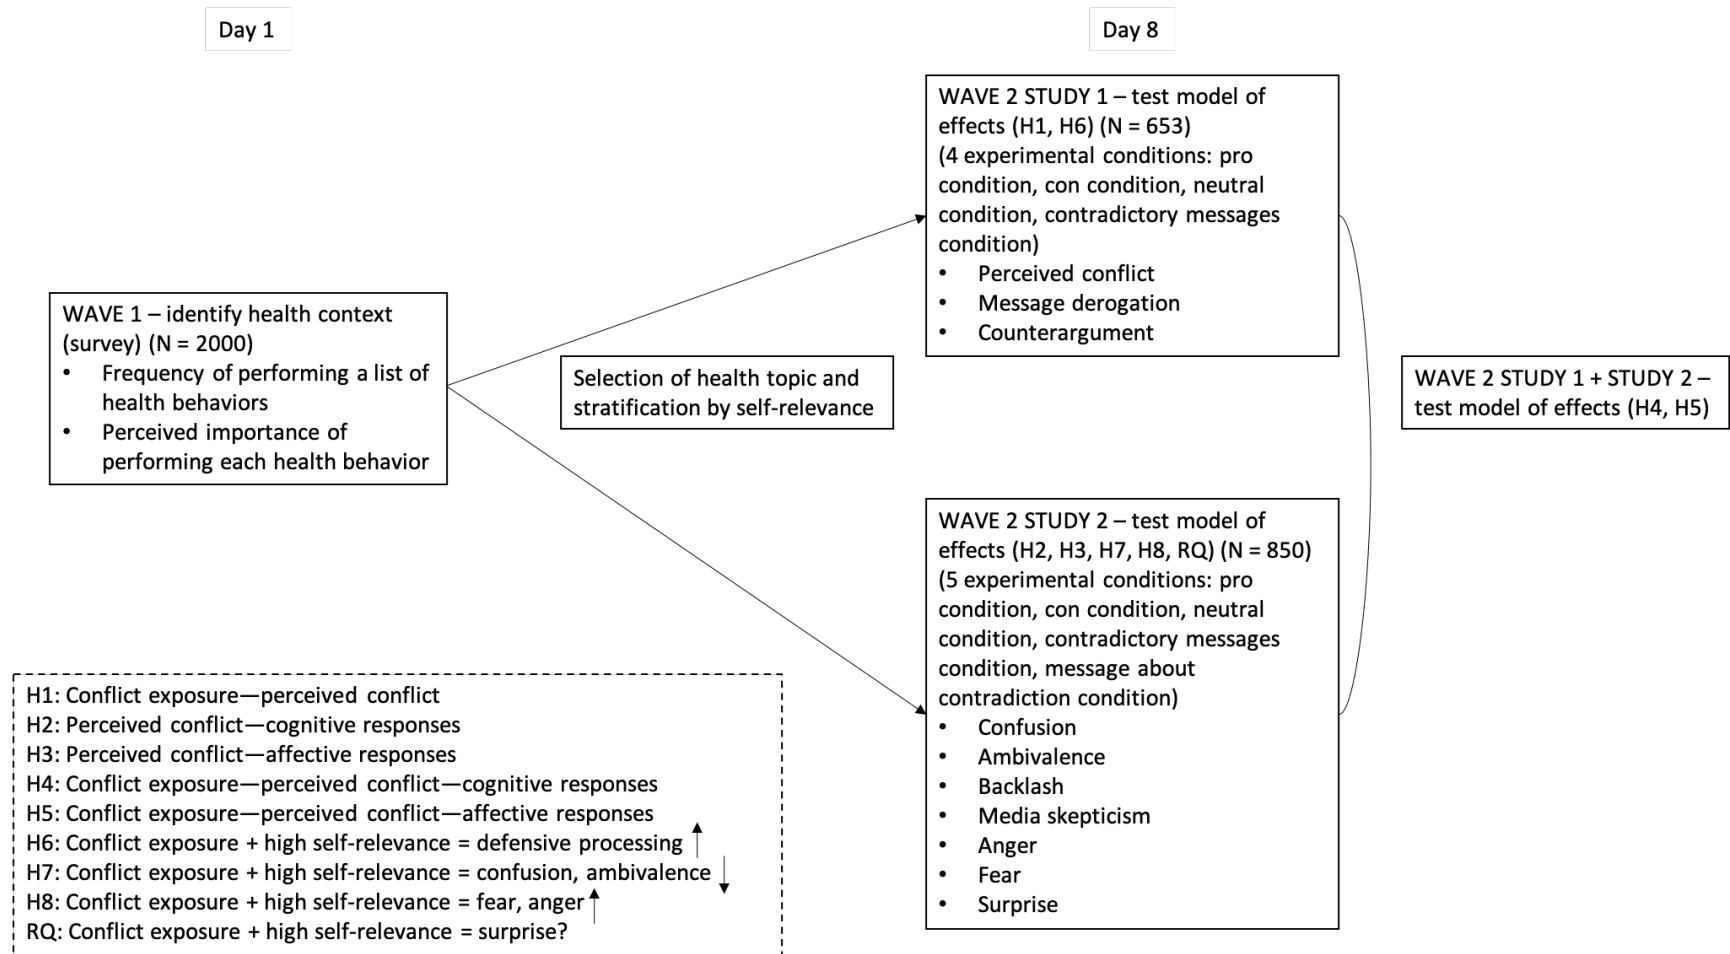 Day 1
Day 8
WAVE 1 – identify health context
(survey) (N = 2000)
• Frequency of performing a list of
health behaviors
• Perceived importance of
performing each health behavior
Selection of health topic and
stratification by self-relevance
WAVE 2 STUDY 1 – test model of
effects (H1, H6) (N = 653)
(4 experimental conditions: pro
condition, con condition, neutral
condition, contradictory messages
condition)
• Perceived conflict
• Message derogation
• Counterargument
WAVE 2 STUDY 2 – test model of
effects (H2, H3, H7, H8, RQ) (N = 850)
(5 experimental conditions: pro
condition, con condition, neutral
condition, contradictory messages
condition, message about
contradiction condition)
• Confusion
• Ambivalence
• Backlash
• Media skepticism
• Anger
• Fear
• Surprise
WAVE 2 STUDY 1 + STUDY 2 –
test model of effects (H4, H5)
H1: Conflict exposure—perceived conflict
H2: Perceived conflict—cognitive responses
H3: Perceived conflict—affective responses
H4: Conflict exposure—perceived conflict—cognitive responses
H5: Conflict exposure—perceived conflict—affective responses
H6: Conflict exposure + high self-relevance = defensive processing
H7: Conflict exposure + high self-relevance = confusion, ambivalence
H8: Conflict exposure + high self-relevance = fear, anger
RQ: Conflict exposure + high self-relevance = surprise?